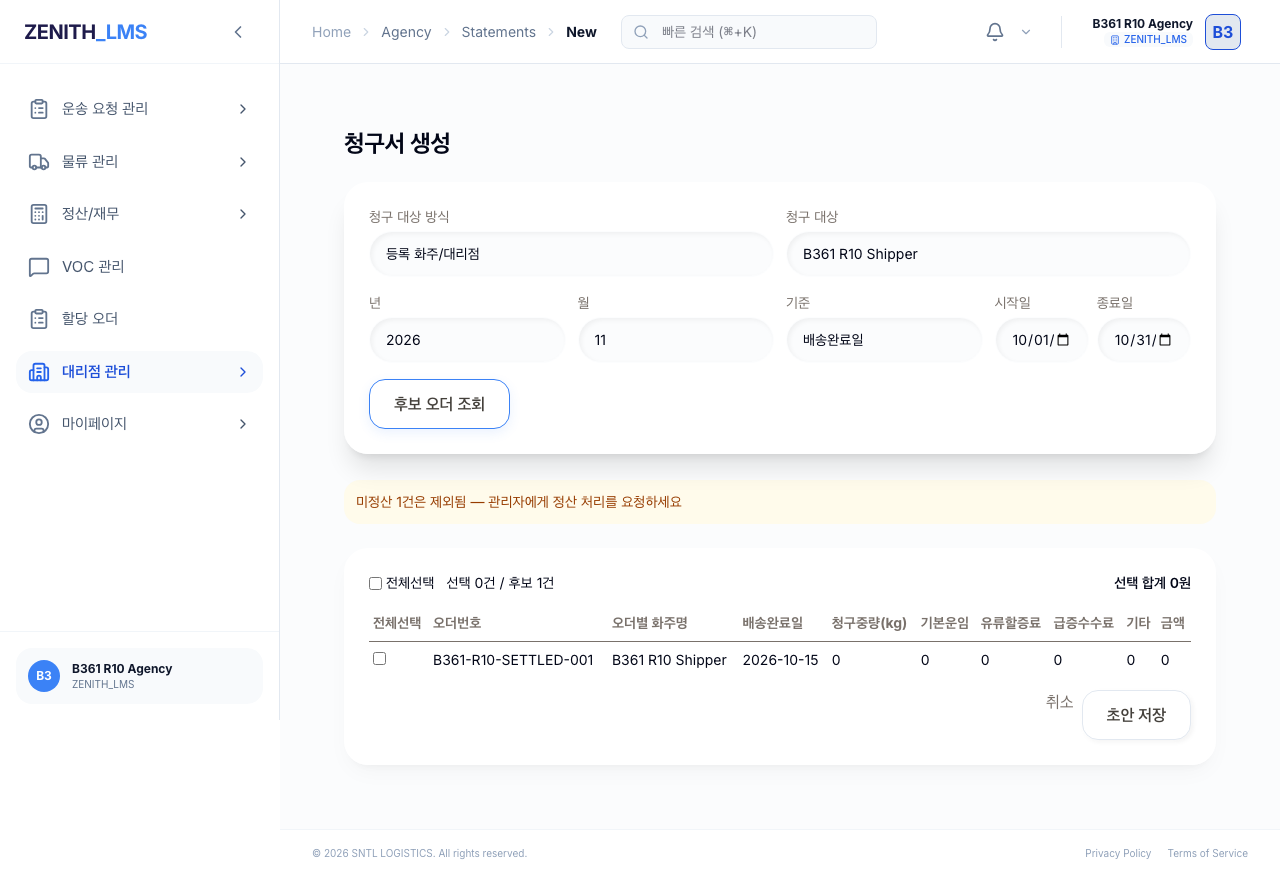 ZENITH_LMS
Home > Agency > Statements > New
빠른 검색 (⌘+K)
B361 R10 Agency
ZENITH_LMS
B3
운송 요청 관리
물류 관리
정산/재무
VOC 관리
할당 오더
대리점 관리
마이페이지
B3
B361 R10 Agency
ZENITH_LMS
청구서 생성
청구 대상 방식 청구 대상
등록 화주/대리점 B361 R10 Shipper
년 월 기준 시작일 종료일
2026 11 배송완료일 10/01/ 10/31/
후보 오더 조회
미정산 1건은 제외됨 — 관리자에게 정산 처리를 요청하세요
전체선택 선택 0건 / 후보 1건 선택 합계 0원
전체선택 오더번호 오더별 화주명 배송완료일 청구중량(kg) 기본운임 유류할증료 급증수수료 기타 금액
B361-R10-SETTLED-001 B361 R10 Shipper 2026-10-15 0 0 0 0 0 0
취소 초안 저장
© 2026 SNTL LOGISTICS. All rights reserved. Privacy Policy Terms of Service